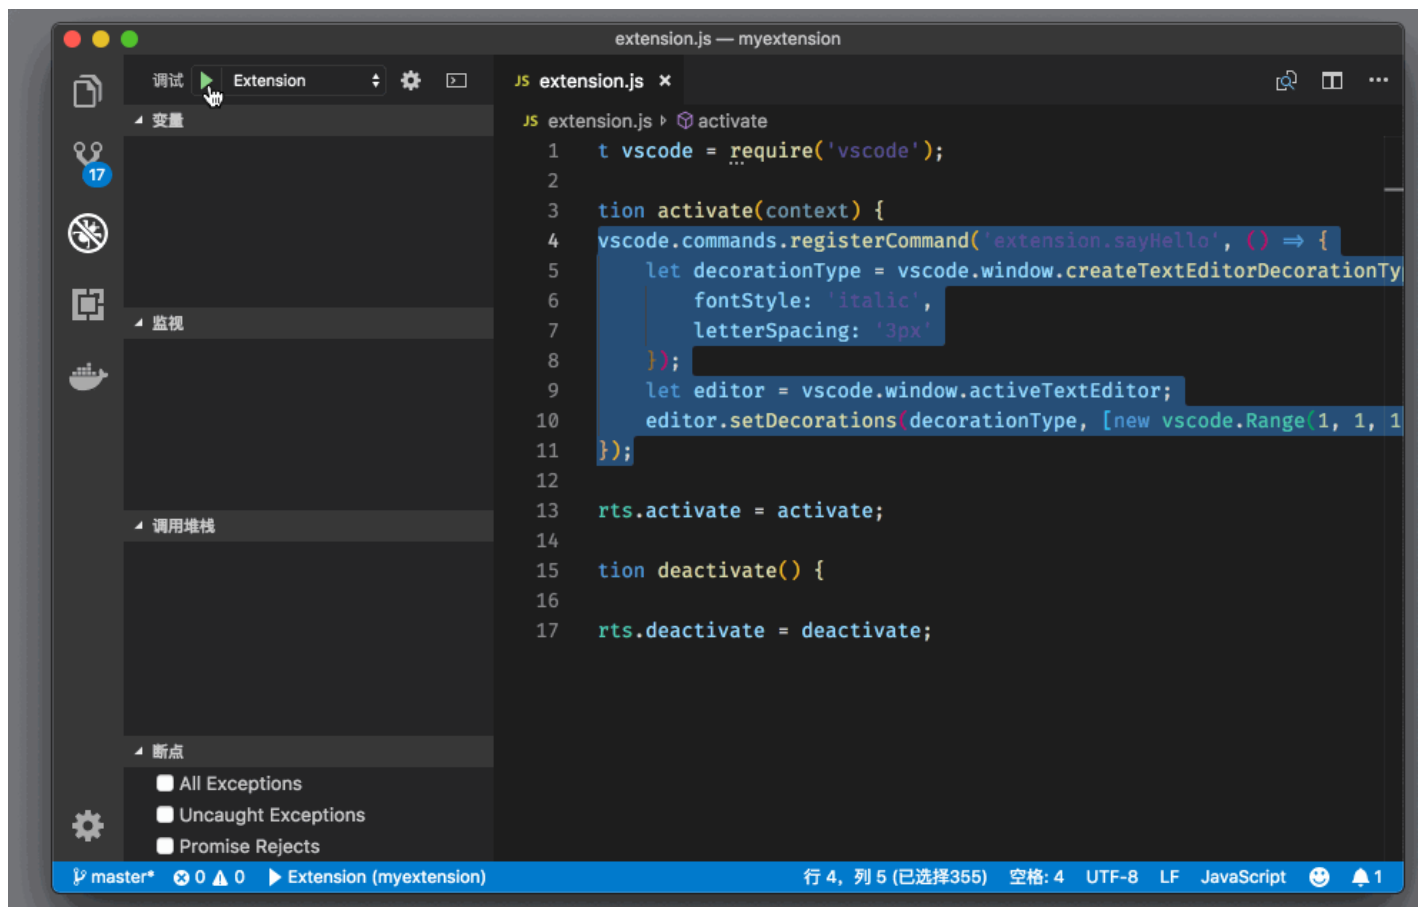 extension.js — myextension
调试 Extension
变量
17
监视
调用堆栈
断点
All Exceptions
Uncaught Exceptions
Promise Rejects
JS extension.js ×
JS extension.js activate
1 t vscode = require('vscode');
2
3 tion activate(context) {
4 vscode.commands.registerCommand('extension.sayHello', () => {
5 let decorationType = vscode.window.createTextEditorDecorationTy
6 fontStyle: 'italic',
7 letterSpacing: '3px'
8 });
9 let editor = vscode.window.activeTextEditor;
10 editor.setDecorations(decorationType, [new vscode.Range(1, 1, 1
11 });
12
13 rts.activate = activate;
14
15 tion deactivate() {
16
17 rts.deactivate = deactivate;
master* 0 0 Extension (myextension) 行 4，列 5 (已选择355) 空格: 4 UTF-8 LF JavaScript 1